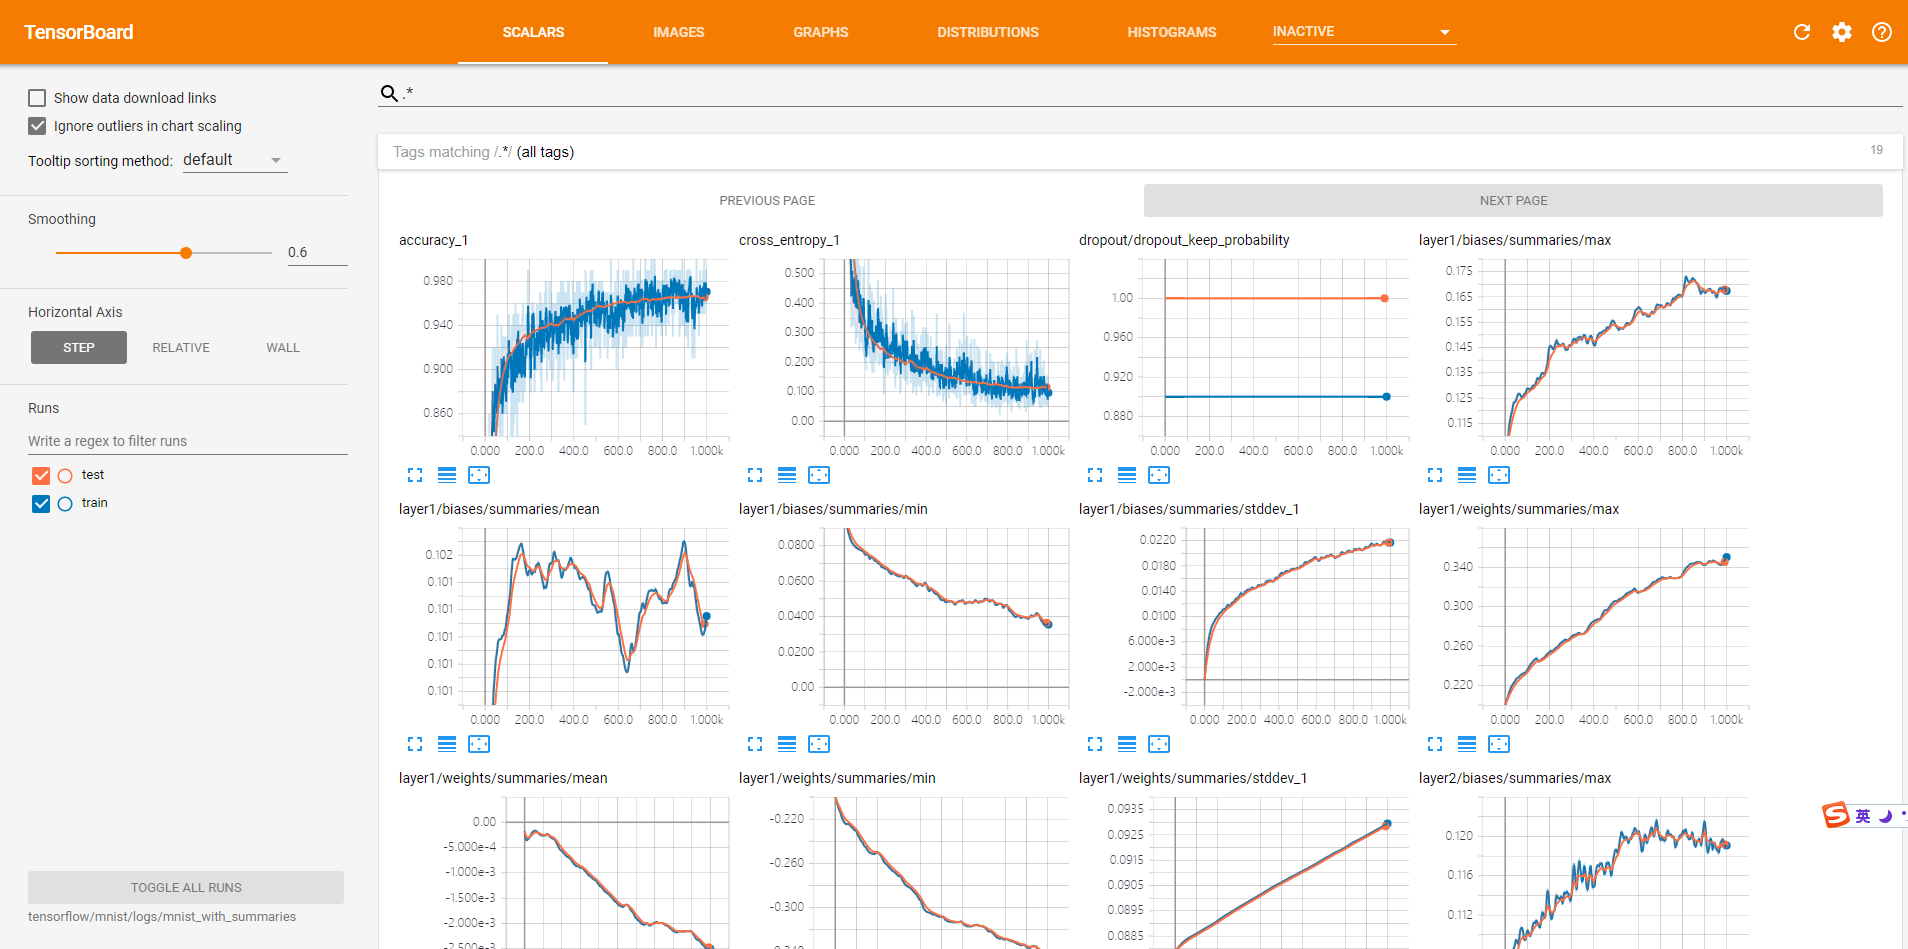 TensorBoard
SCALARS
IMAGES
GRAPHS
DISTRIBUTIONS
HISTOGRAMS
INACTIVE
Show data download links
Ignore outliers in chart scaling
Tooltip sorting method: default
Smoothing
0.6
Horizontal Axis
STEP RELATIVE WALL
Runs
Write a regex to filter runs
test
train
TOGGLE ALL RUNS
tensorflow/mnist/logs/mnist_with_summaries
.*
Tags matching /.*/ (all tags) 19
PREVIOUS PAGE NEXT PAGE
accuracy_1
0.980
0.940
0.900
0.860
0.000 200.0 400.0 600.0 800.0 1.000k
cross_entropy_1
0.500
0.400
0.300
0.200
0.100
0.00
0.000 200.0 400.0 600.0 800.0 1.000k
dropout/dropout_keep_probability
1.00
0.960
0.920
0.880
0.000 200.0 400.0 600.0 800.0 1.000k
layer1/biases/summaries/max
0.175
0.165
0.155
0.145
0.135
0.125
0.115
0.000 200.0 400.0 600.0 800.0 1.000k
layer1/biases/summaries/mean
0.102
0.101
0.101
0.101
0.101
0.101
0.000 200.0 400.0 600.0 800.0 1.000k
layer1/biases/summaries/min
0.0800
0.0600
0.0400
0.0200
0.00
0.000 200.0 400.0 600.0 800.0 1.000k
layer1/biases/summaries/stddev_1
0.0220
0.0180
0.0140
0.0100
6.000e-3
2.000e-3
-2.000e-3
0.000 200.0 400.0 600.0 800.0 1.000k
layer1/weights/summaries/max
0.340
0.300
0.260
0.220
0.000 200.0 400.0 600.0 800.0 1.000k
layer1/weights/summaries/mean
0.00
-5.000e-4
-1.000e-3
-1.500e-3
-2.000e-3
-2.500e-3
layer1/weights/summaries/min
-0.220
-0.260
-0.300
-0.340
layer1/weights/summaries/stddev_1
0.0935
0.0925
0.0915
0.0905
0.0895
0.0885
layer2/biases/summaries/max
0.120
0.116
0.112
英